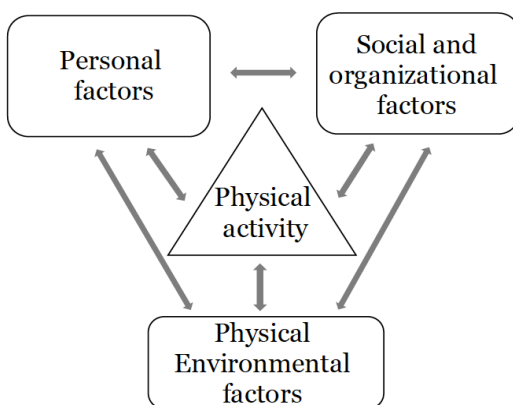 Personal
factors
Social and
organizational
factors
Physical
activity
Physical
Environmental
factors